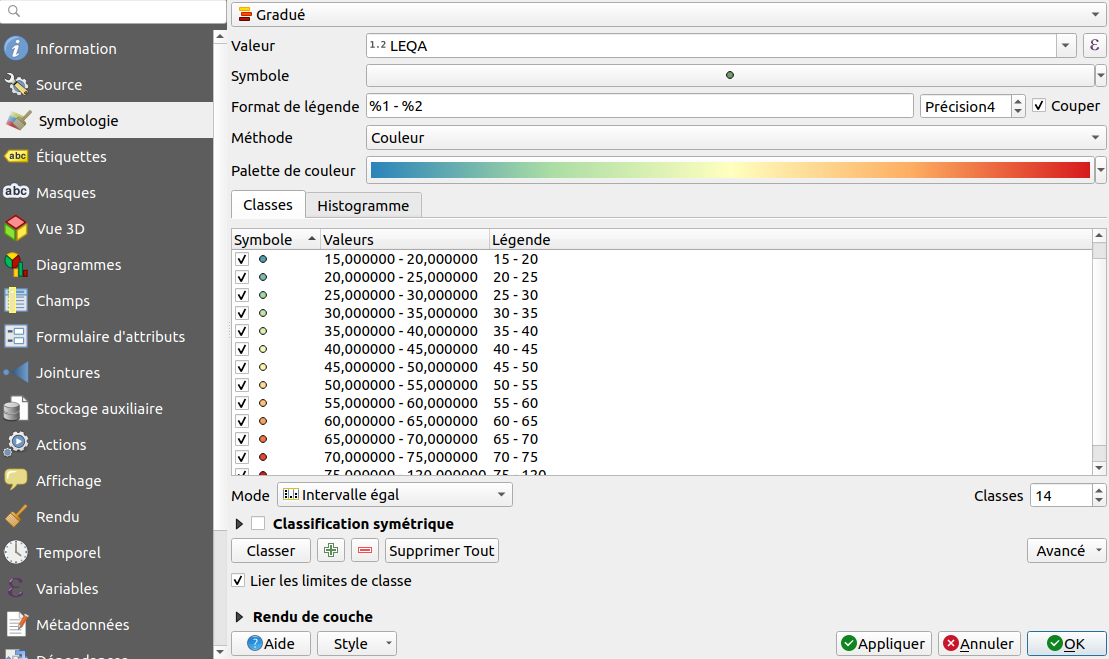 Gradué
Information
Source
Symbologie
abc Étiquettes
abc Masques
Vue 3D
Diagrammes
Champs
Formulaire d'attributs
Jointures
Stockage auxiliaire
Actions
Affichage
Rendu
Temporel
Variables
Métadonnées
Valeur 1.2 LEQA ε
Symbole
Format de légende %1 - %2 Précision4 Couper
Méthode Couleur
Palette de couleur
Classes Histogramme
Symbole Valeurs Légende
15,000000 - 20,000000 15 - 20
20,000000 - 25,000000 20 - 25
25,000000 - 30,000000 25 - 30
30,000000 - 35,000000 30 - 35
35,000000 - 40,000000 35 - 40
40,000000 - 45,000000 40 - 45
45,000000 - 50,000000 45 - 50
50,000000 - 55,000000 50 - 55
55,000000 - 60,000000 55 - 60
60,000000 - 65,000000 60 - 65
65,000000 - 70,000000 65 - 70
70,000000 - 75,000000 70 - 75
75,000000 - 120,000000 75 - 120
Mode Intervalle égal Classes 14
Classification symétrique
Classer Supprimer Tout Avancé
Lier les limites de classe
Rendu de couche
Aide Style Appliquer Annuler OK